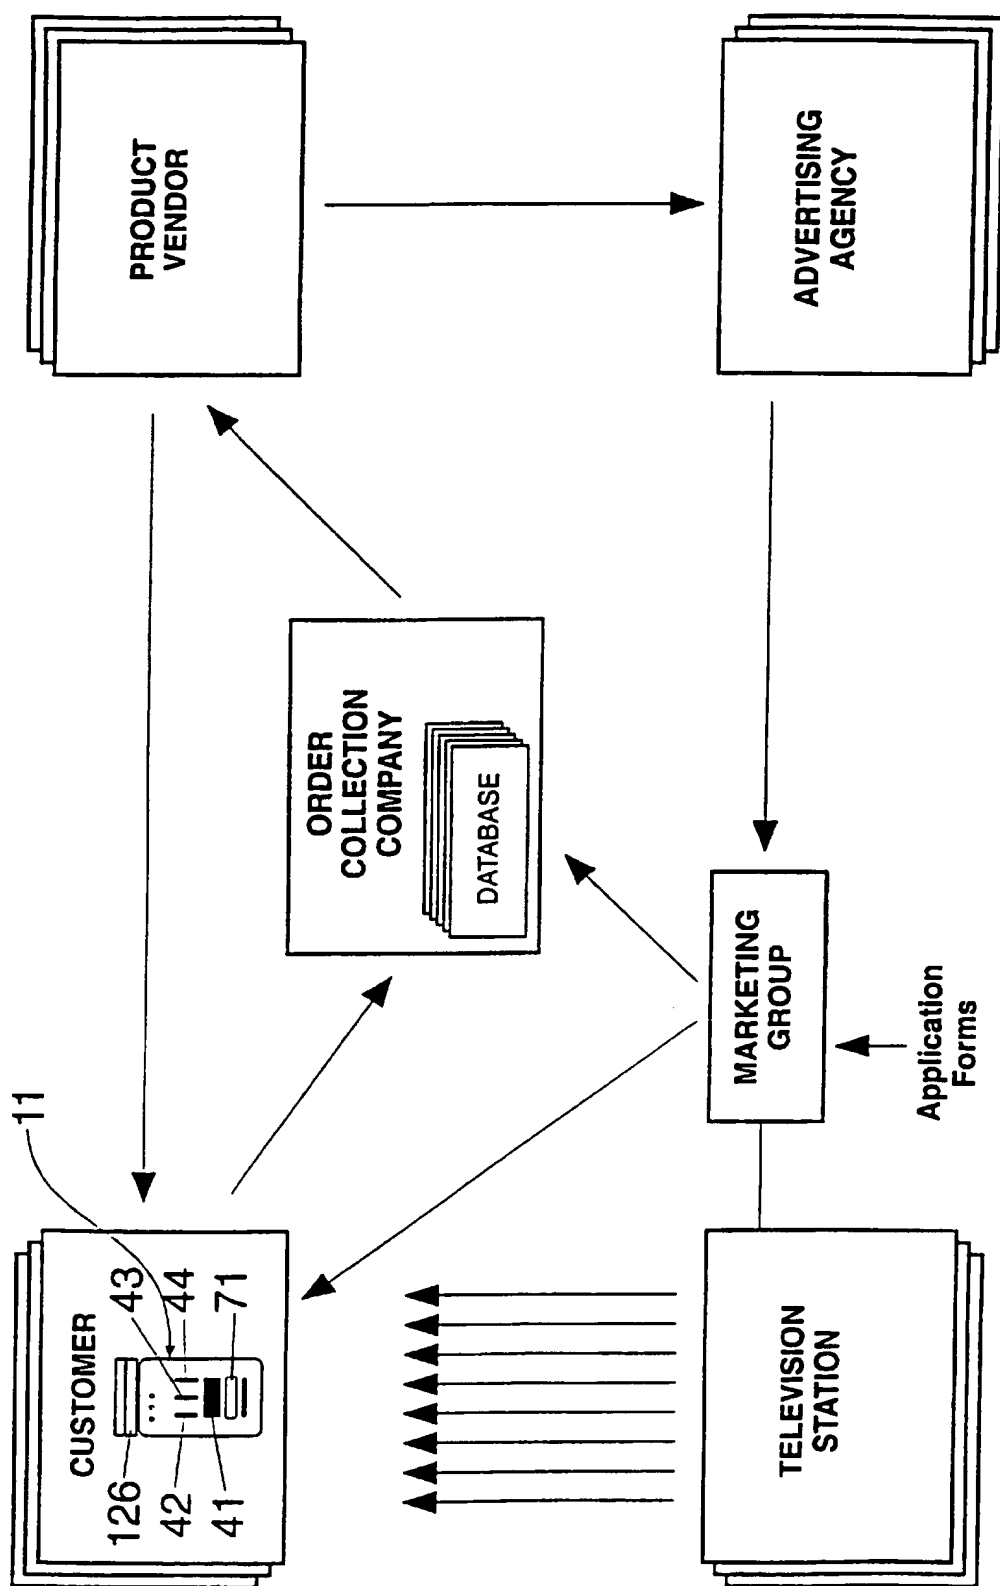 CUSTOMER
126
42
41
43
44
71
11
PRODUCT
VENDOR
ORDER
COLLECTION
COMPANY
DATABASE
TELEVISION
STATION
MARKETING
GROUP
Application
Forms
ADVERTISING
AGENCY